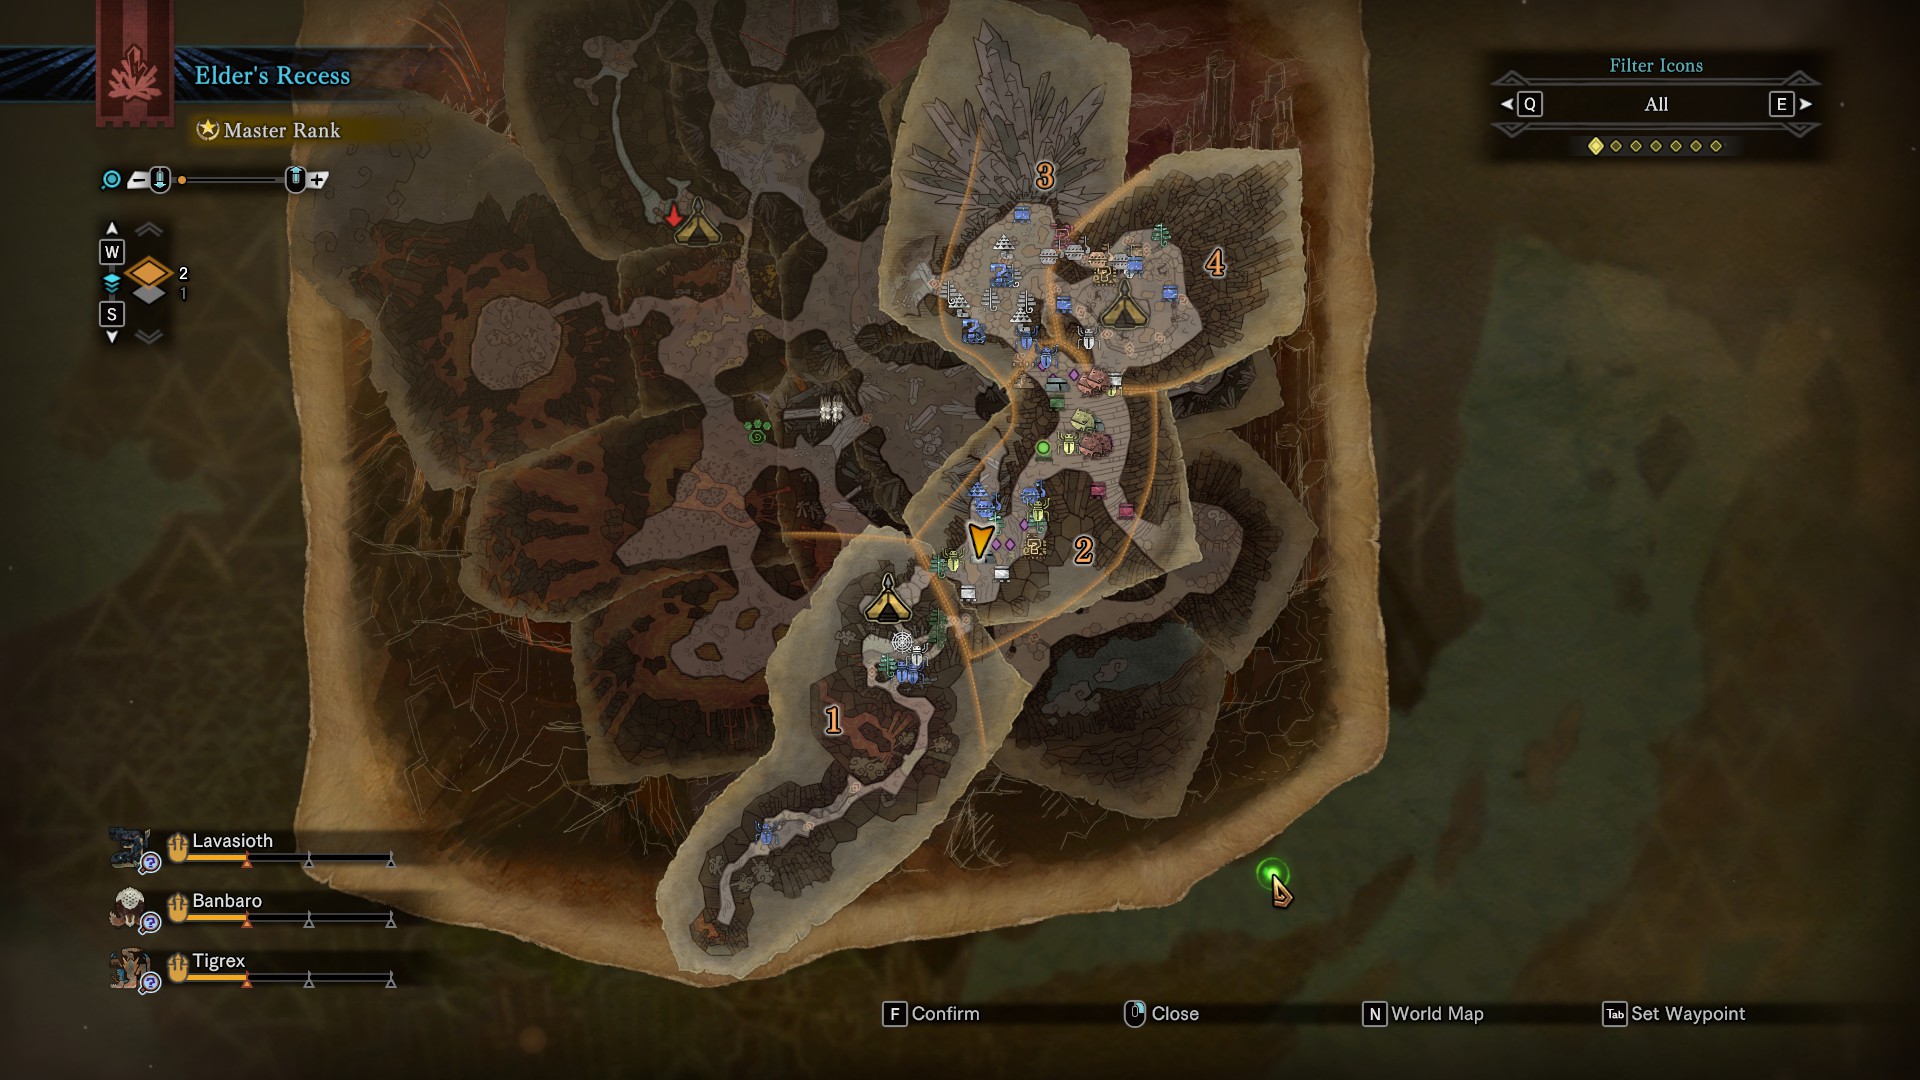 Elder's Recess
Master Rank
Filter Icons
Q All E
W
2
1
S
3
4
2
1
Lavasioth
Banbaro
Tigrex
F Confirm
Close
N World Map
Tab Set Waypoint